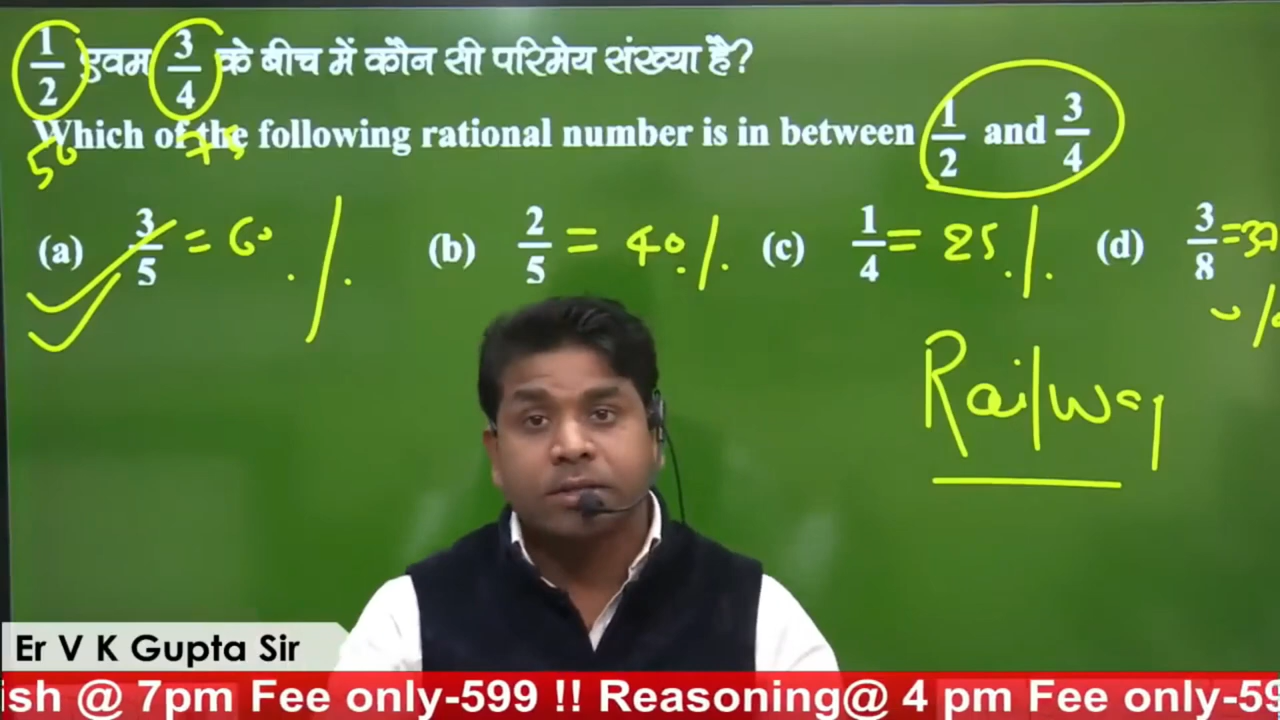 1/2 एवम 3/4 के बीच में कौन सी परिमेय संख्या है?
50 75
Which of the following rational number is in between 1/2 and 3/4
(a) 3/5 = 60 % (b) 2/5 = 40 % (c) 1/4 = 25 % (d) 3/8 = 37
%
Railway
Er V K Gupta Sir
ish @ 7pm Fee only-599 !! Reasoning@ 4 pm Fee only-59